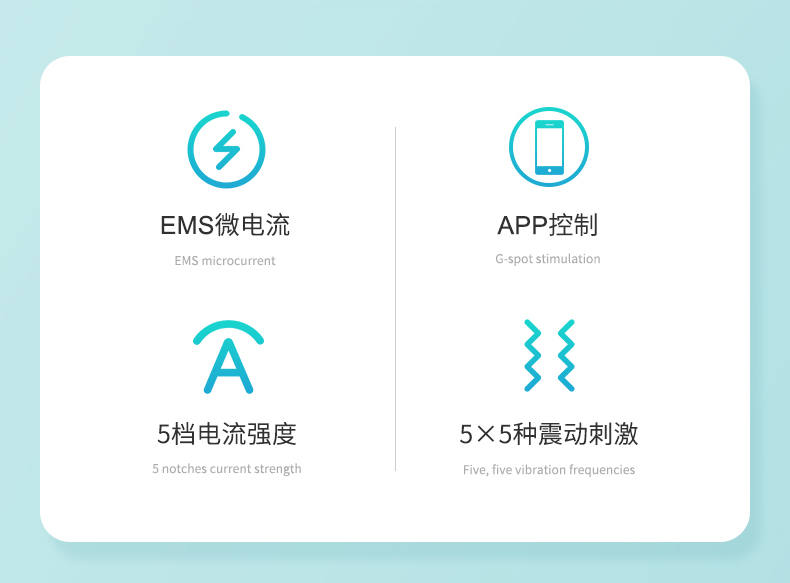 EMS微电流
EMS microcurrent
APP控制
G-spot stimulation
5档电流强度
5 notches current strength
5×5种震动刺激
Five, five vibration frequencies